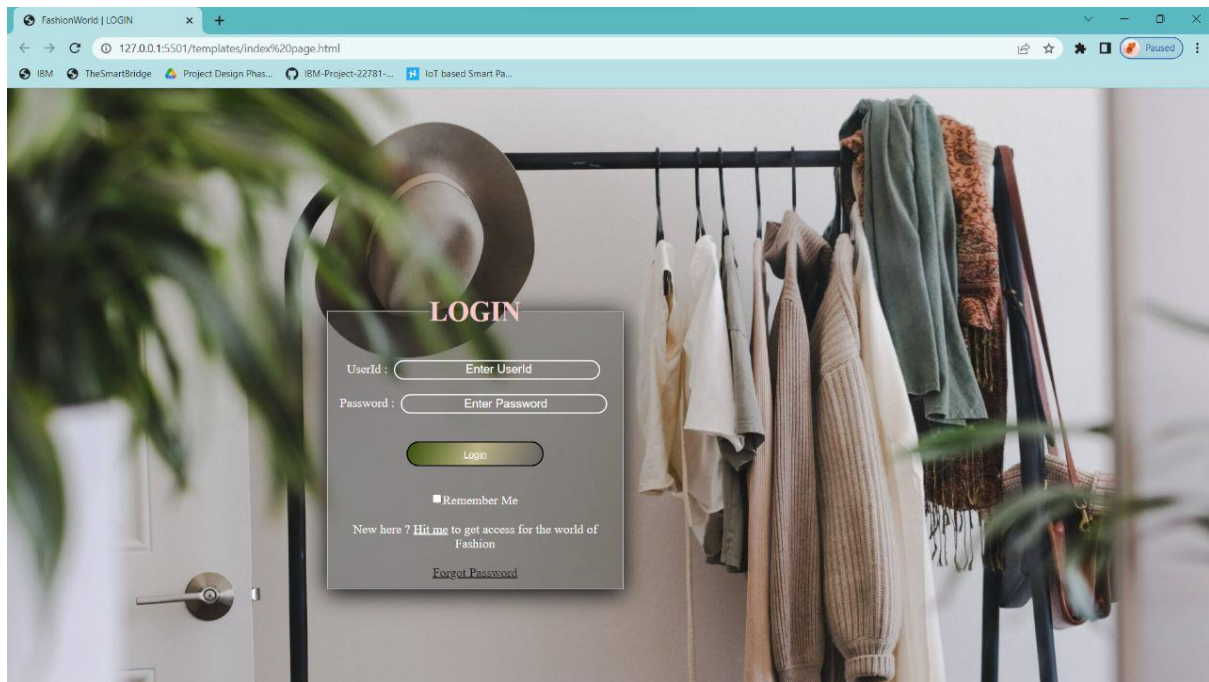 FashionWorld | LOGIN
127.0.0.1:5501/templates/index%20page.html
Paused
IBM
TheSmartBridge
Project Design Phas...
IBM-Project-22781-...
IoT based Smart Pa...
LOGIN
UserId :
Enter UserId
Password :
Enter Password
Login
Remember Me
New here ? Hit me to get access for the world of
Fashion
Forgot Password